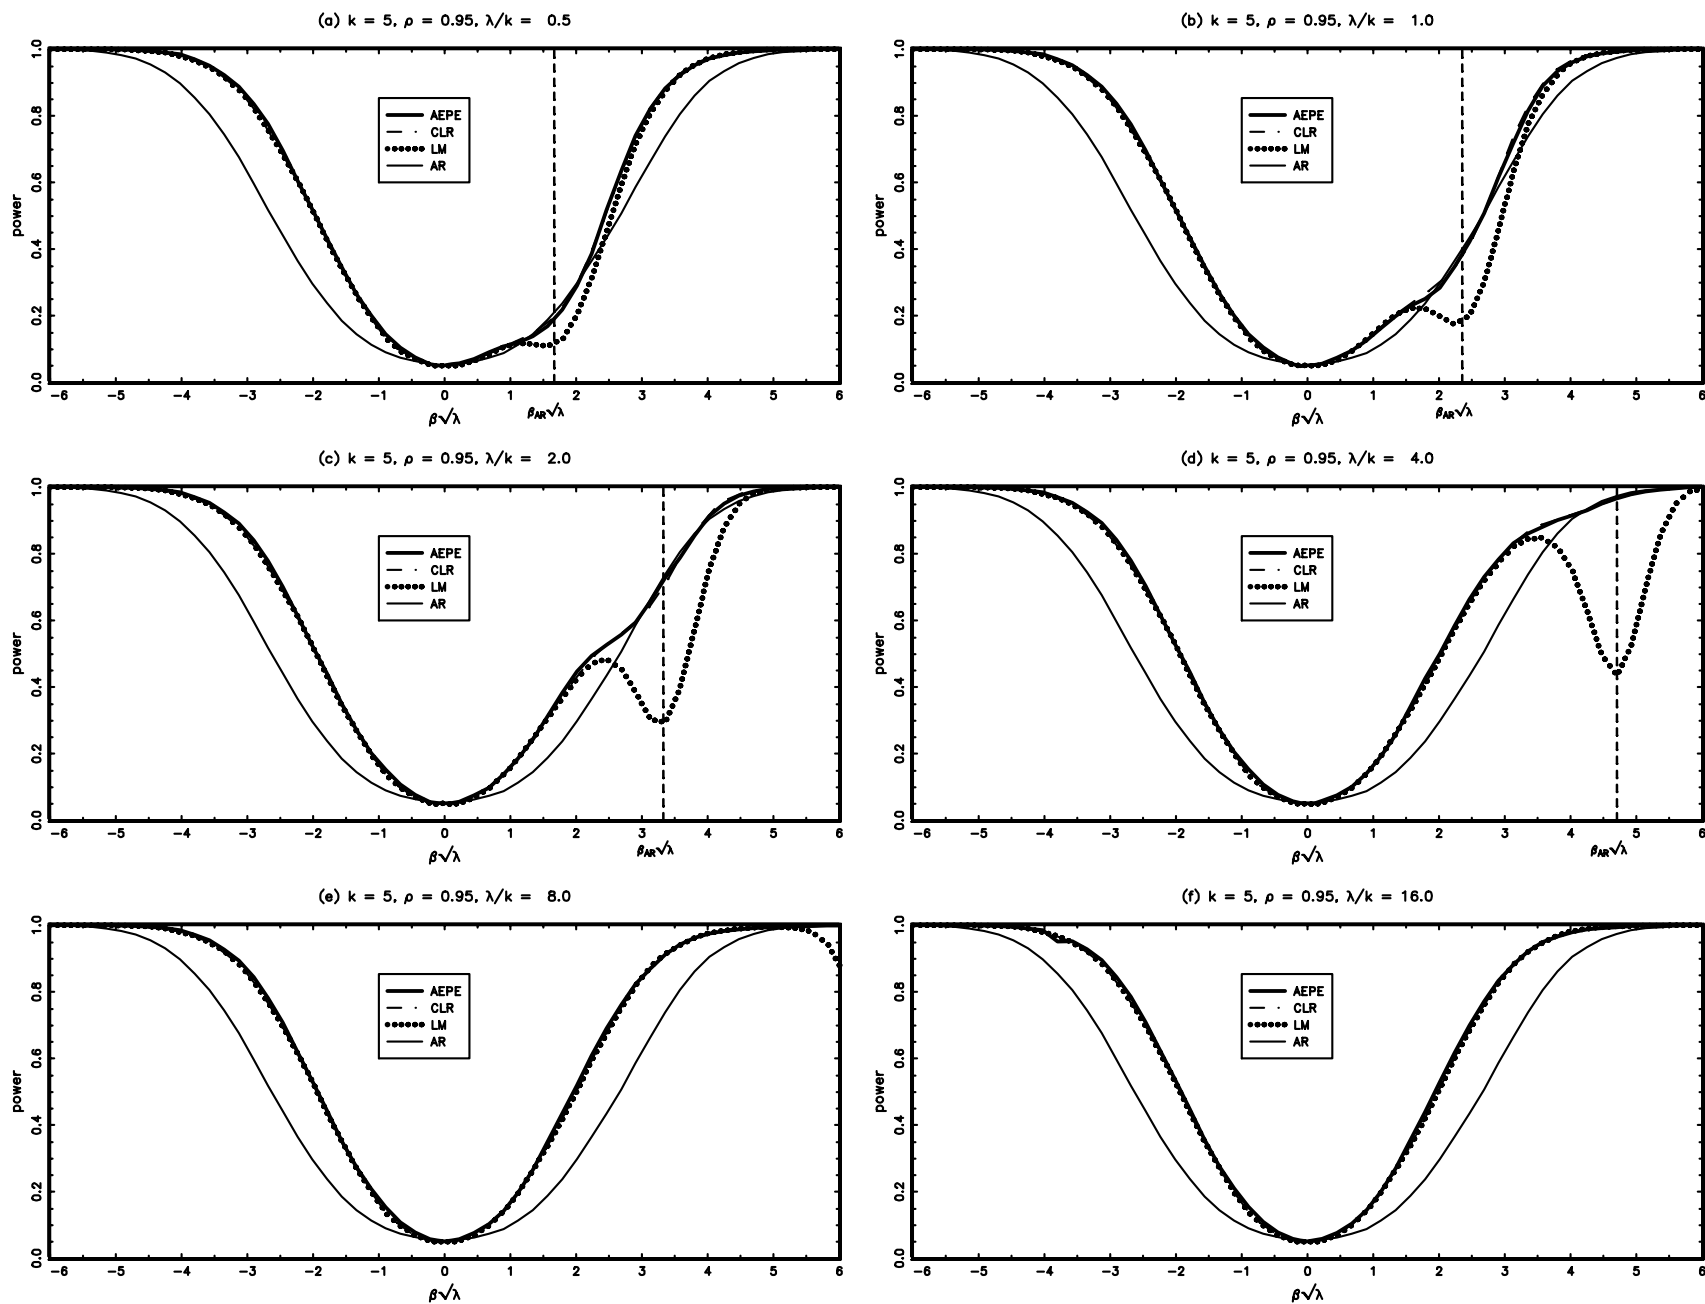 (a) k = 5, ρ = 0.95, λ/k = 0.5
power
0.0 0.2 0.4 0.6 0.8 1.0
AEPE
CLR
LM
AR
-6 -5 -4 -3 -2 -1 0 1 2 3 4 5 6
β√λ
β_AR√λ
(b) k = 5, ρ = 0.95, λ/k = 1.0
power
0.0 0.2 0.4 0.6 0.8 1.0
AEPE
CLR
LM
AR
-6 -5 -4 -3 -2 -1 0 1 2 3 4 5 6
β√λ
β_AR√λ
(c) k = 5, ρ = 0.95, λ/k = 2.0
power
0.0 0.2 0.4 0.6 0.8 1.0
AEPE
CLR
LM
AR
-6 -5 -4 -3 -2 -1 0 1 2 3 4 5 6
β√λ
β_AR√λ
(d) k = 5, ρ = 0.95, λ/k = 4.0
power
0.0 0.2 0.4 0.6 0.8 1.0
AEPE
CLR
LM
AR
-6 -5 -4 -3 -2 -1 0 1 2 3 4 5 6
β√λ
β_AR√λ
(e) k = 5, ρ = 0.95, λ/k = 8.0
power
0.0 0.2 0.4 0.6 0.8 1.0
AEPE
CLR
LM
AR
-6 -5 -4 -3 -2 -1 0 1 2 3 4 5 6
β√λ
(f) k = 5, ρ = 0.95, λ/k = 16.0
power
0.0 0.2 0.4 0.6 0.8 1.0
AEPE
CLR
LM
AR
-6 -5 -4 -3 -2 -1 0 1 2 3 4 5 6
β√λ